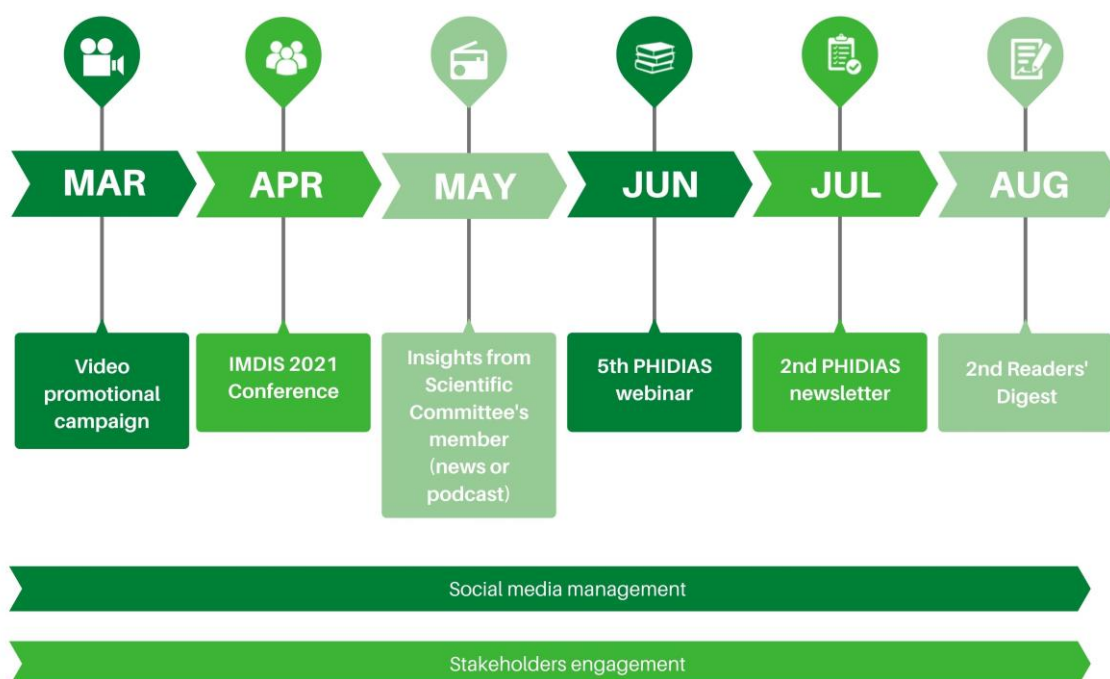 MAR
APR
MAY
JUN
JUL
AUG
Video
promotional
campaign
IMDIS 2021
Conference
Insights from
Scientific
Committee's
member
(news or
podcast)
5th PHIDIAS
webinar
2nd PHIDIAS
newsletter
2nd Readers'
Digest
Social media management
Stakeholders engagement